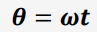 θ = ωt